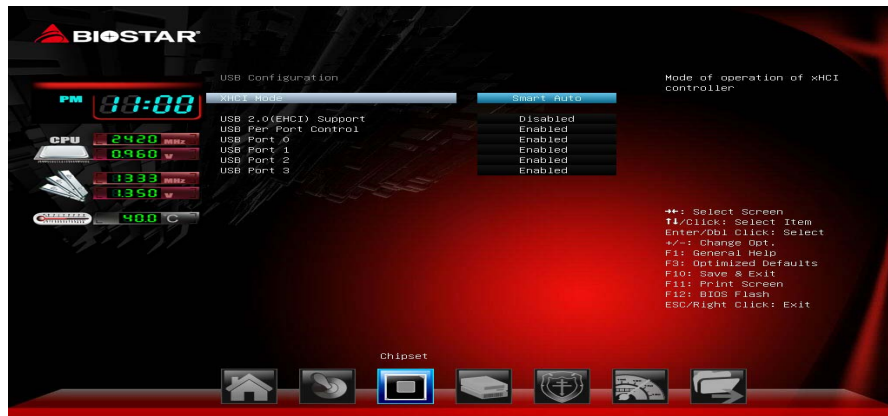 BIOSTAR
USB Configuration
XHCI Mode Smart Auto
USB 2.0(EHCI) Support Disabled
USB Per Port Control Enabled
USB Port 0 Enabled
USB Port 1 Enabled
USB Port 2 Enabled
USB Port 3 Enabled
Mode of operation of xHCI
controller
PM 11:00
CPU 2420 MHz
0.960 V
1333 MHz
1.350 V
40.0 C
→←: Select Screen
↑↓/Click: Select Item
Enter/Dbl Click: Select
+/-: Change Opt.
F1: General Help
F3: Optimized Defaults
F10: Save & Exit
F11: Print Screen
F12: BIOS Flash
ESC/Right Click: Exit
Chipset